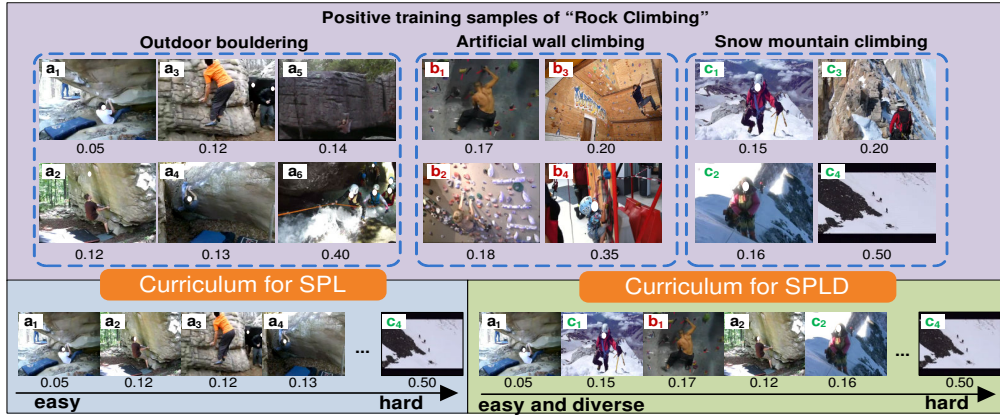 Positive training samples of “Rock Climbing”
Outdoor bouldering
Artificial wall climbing
Snow mountain climbing
a1 a3 a5 b1 b3 c1 c3
0.05 0.12 0.14 0.17 0.20 0.15 0.20
a2 a4 a6 b2 b4 c2 c4
0.12 0.13 0.40 0.18 0.35 0.16 0.50
Curriculum for SPL
a1 a2 a3 a4 ... c4
0.05 0.12 0.12 0.13 0.50
easy hard
Curriculum for SPLD
a1 c1 b1 a2 c2 ... c4
0.05 0.15 0.17 0.12 0.16 0.50
easy and diverse hard